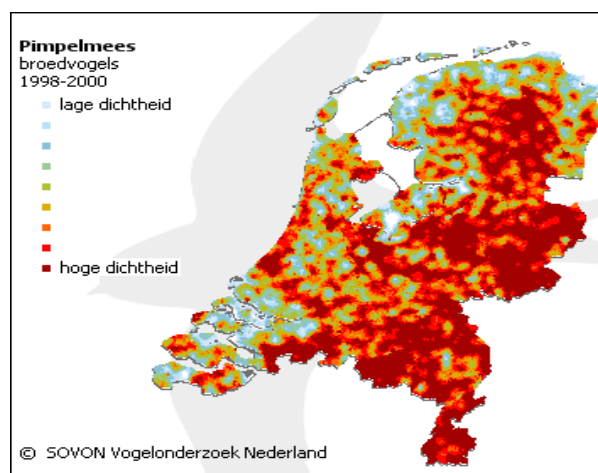 Pimpelmees
broedvogels
1998-2000
lage dichtheid
hoge dichtheid
© SOVON Vogelonderzoek Nederland